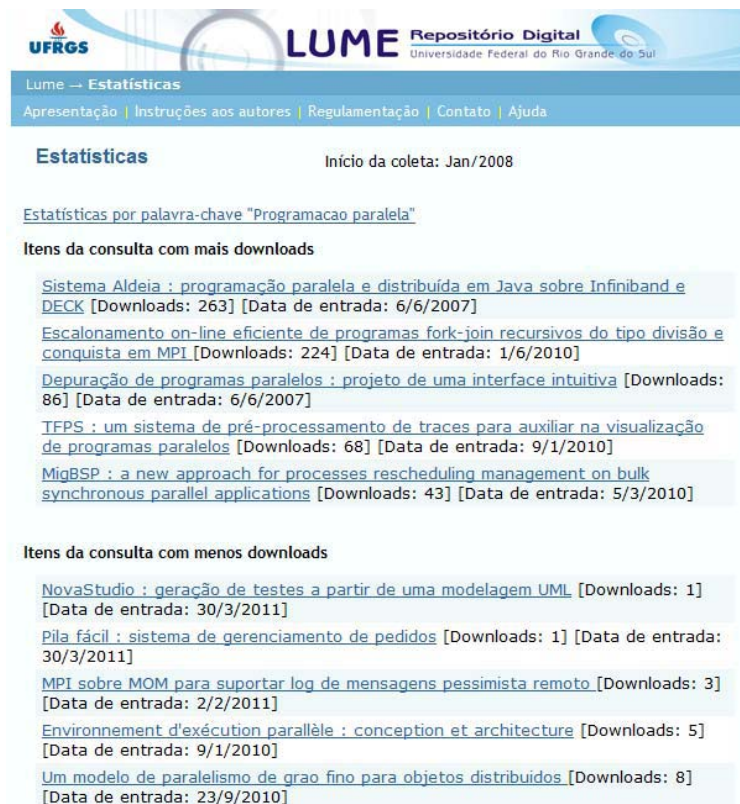 UFRGS
LUME Repositório Digital
Universidade Federal do Rio Grande do Sul
Lume → Estatísticas
Apresentação | Instruções aos autores | Regulamentação | Contato | Ajuda
Estatísticas Início da coleta: Jan/2008
Estatísticas por palavra-chave "Programacao paralela"
Itens da consulta com mais downloads
Sistema Aldeia : programação paralela e distribuída em Java sobre Infiniband e
DECK [Downloads: 263] [Data de entrada: 6/6/2007]
Escalonamento on-line eficiente de programas fork-join recursivos do tipo divisão e
conquista em MPI [Downloads: 224] [Data de entrada: 1/6/2010]
Depuração de programas paralelos : projeto de uma interface intuitiva [Downloads:
86] [Data de entrada: 6/6/2007]
TFPS : um sistema de pré-processamento de traces para auxiliar na visualização
de programas paralelos [Downloads: 68] [Data de entrada: 9/1/2010]
MigBSP : a new approach for processes rescheduling management on bulk
synchronous parallel applications [Downloads: 43] [Data de entrada: 5/3/2010]
Itens da consulta com menos downloads
NovaStudio : geração de testes a partir de uma modelagem UML [Downloads: 1]
[Data de entrada: 30/3/2011]
Pila fácil : sistema de gerenciamento de pedidos [Downloads: 1] [Data de entrada:
30/3/2011]
MPI sobre MOM para suportar log de mensagens pessimista remoto [Downloads: 3]
[Data de entrada: 2/2/2011]
Environnement d'exécution parallèle : conception et architecture [Downloads: 5]
[Data de entrada: 9/1/2010]
Um modelo de paralelismo de grao fino para objetos distribuidos [Downloads: 8]
[Data de entrada: 23/9/2010]